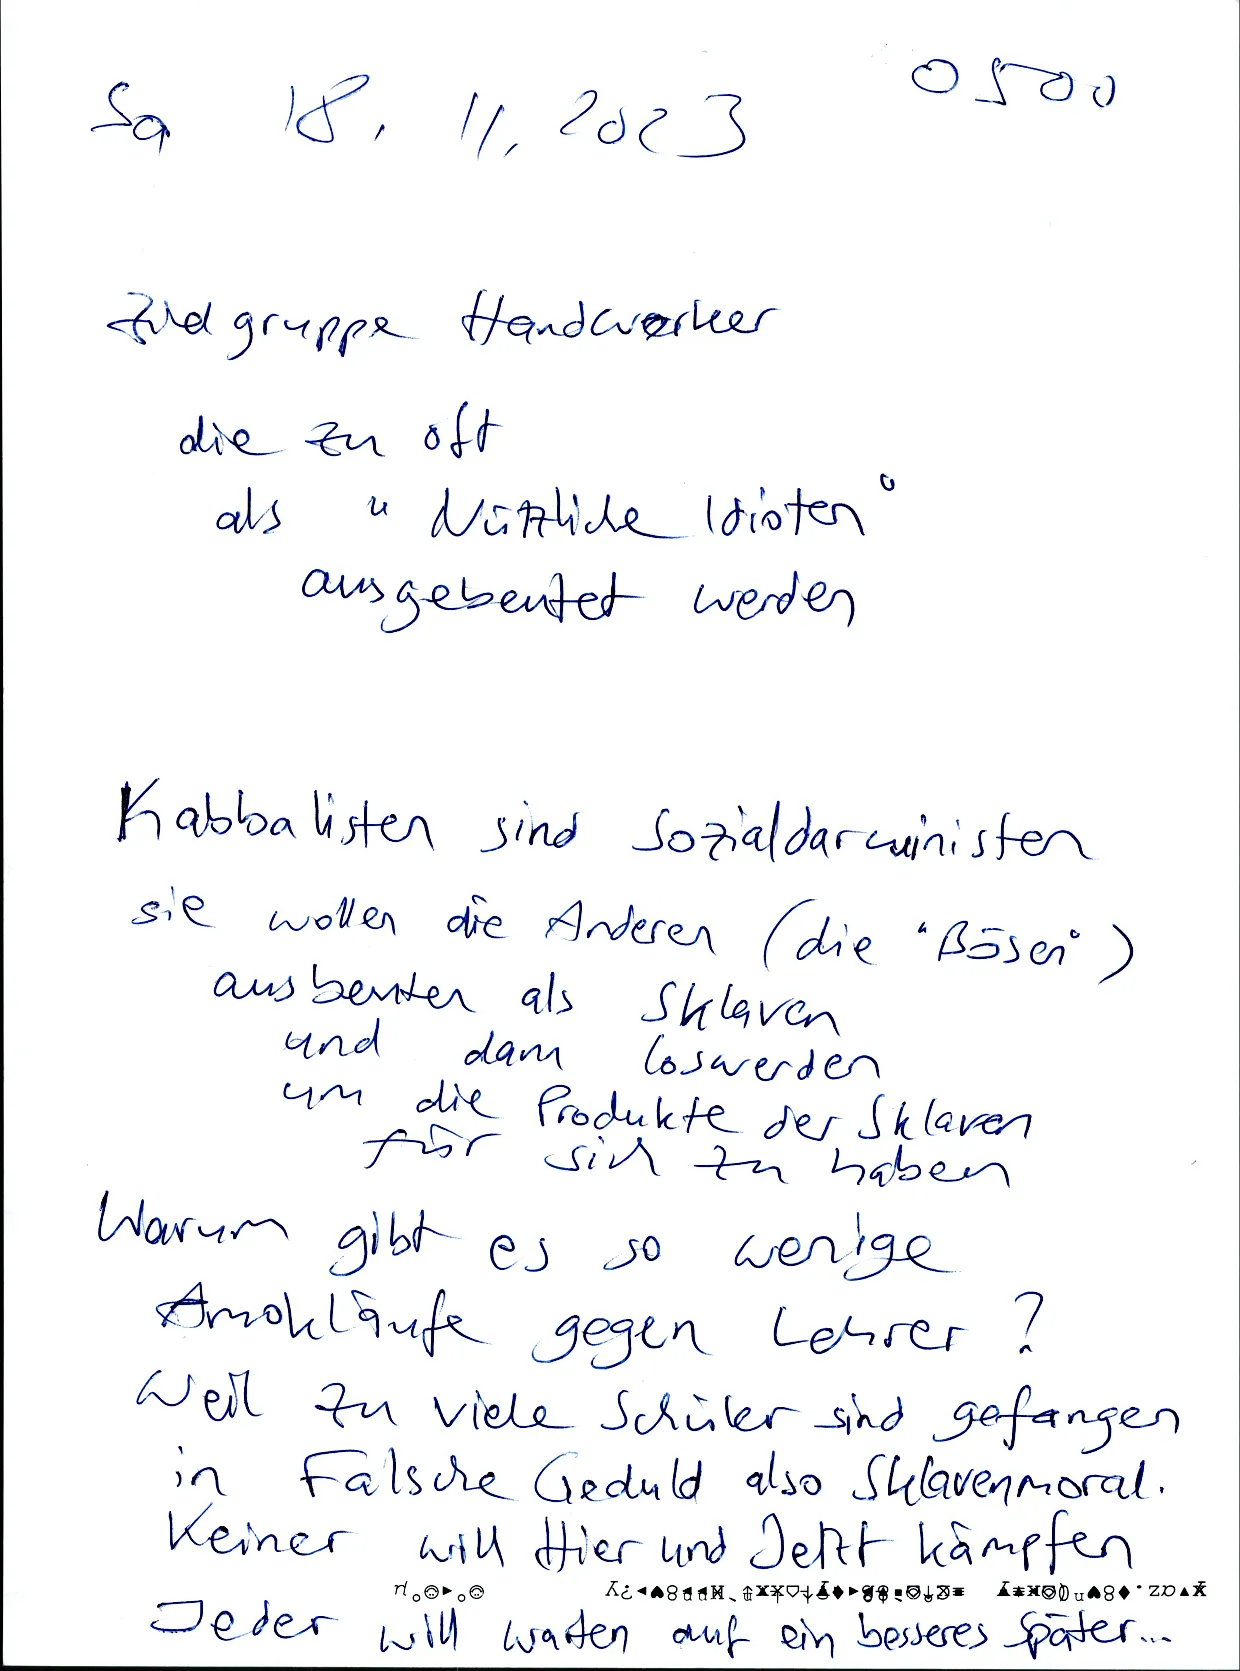 Sa 18. 11. 2023 0500
Zielgruppe Handwerker
die zu oft
als "Nützliche Idioten"
ausgebeutet werden
Kabbalisten sind Sozialdarwinisten
sie wollen die Anderen (die "Bösen")
ausbeuten als Sklaven
und dann loswerden
um die Produkte der Sklaven
für sich zu haben
Warum gibt es so wenige
Amokläufe gegen Lehrer?
Weil zu viele Schüler sind gefangen
in Falsche Geduld also Sklavenmoral.
Keiner will Hier und Jetzt kämpfen
Jeder will warten auf ein besseres Später...